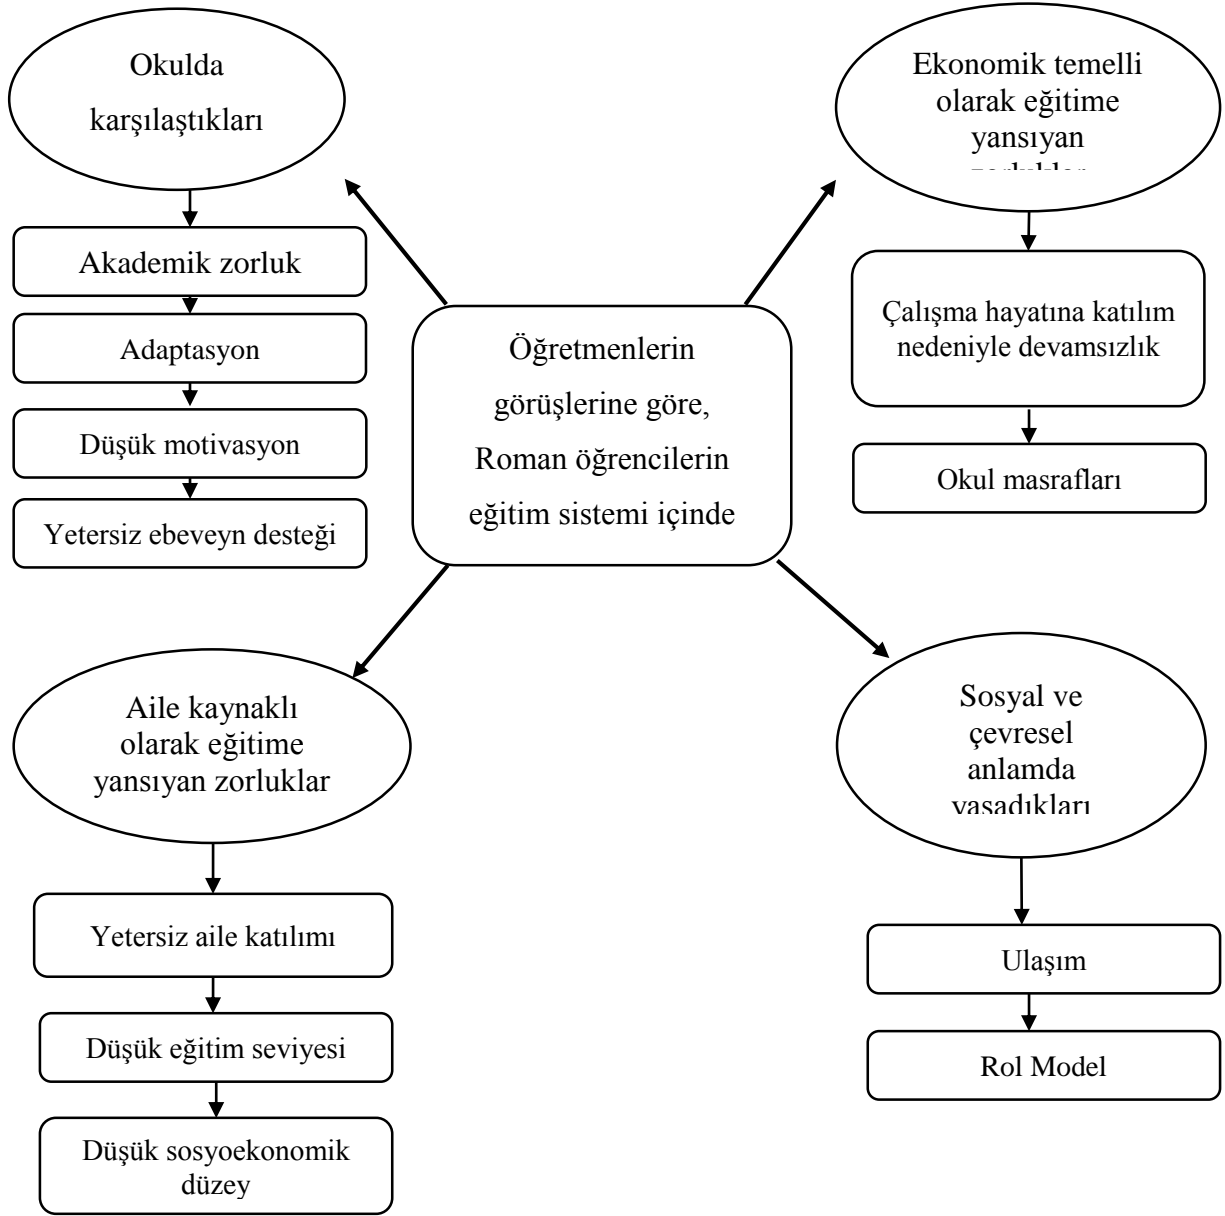 Okulda
karşılaştıkları
Akademik zorluk
Adaptasyon
Düşük motivasyon
Yetersiz ebeveyn desteği
Ekonomik temelli
olarak eğitime
yansıyan
zorluklar
Çalışma hayatına katılım
nedeniyle devamsızlık
Okul masrafları
Öğretmenlerin
görüşlerine göre,
Roman öğrencilerin
eğitim sistemi içinde
Aile kaynaklı
olarak eğitime
yansıyan zorluklar
Yetersiz aile katılımı
Düşük eğitim seviyesi
Düşük sosyoekonomik
düzey
Sosyal ve
çevresel
anlamda
yaşadıkları
Ulaşım
Rol Model